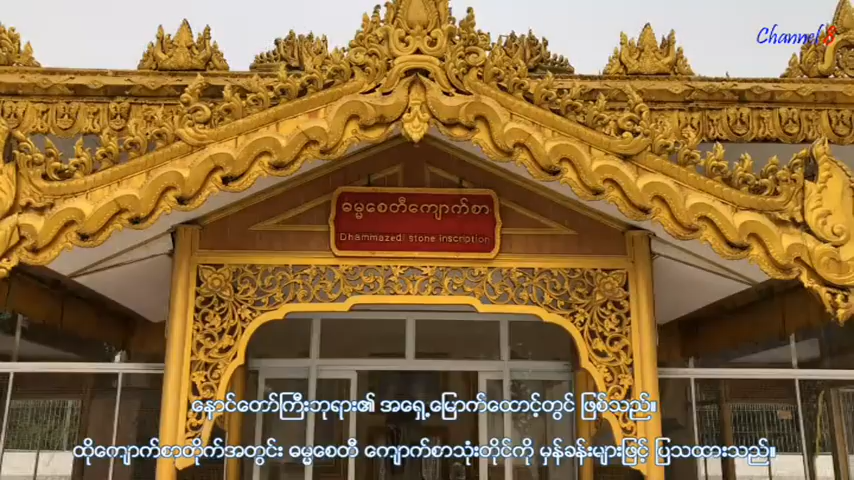 Channel 8
ဓမ္မစေတီကျောက်စာ
Dhammazedi stone inscription
နှောင်တော်ကြီးဘုရား၏ အရှေ့မြောက်ထောင့်တွင် ဖြစ်သည်။
ထိုကျောက်စာတိုက်အတွင်း ဓမ္မစေတီ ကျောက်စာသုံးတိုင်ကို မှန်ခန်းများဖြင့် ပြသထားသည်။